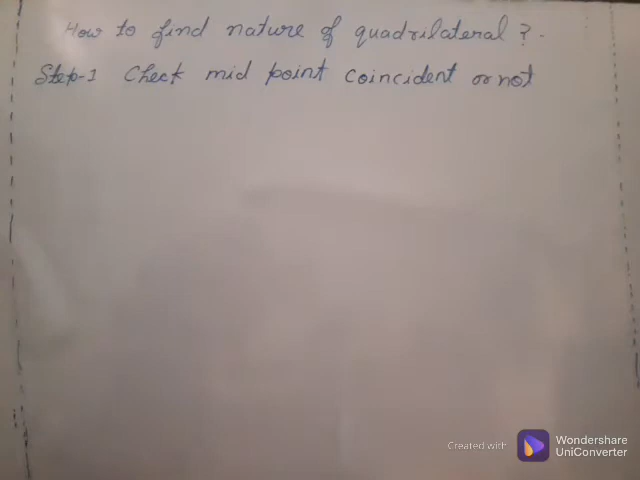 How to find nature of quadrilateral ?.
Step-1 Check mid point coincident or not
Created with Wondershare UniConverter